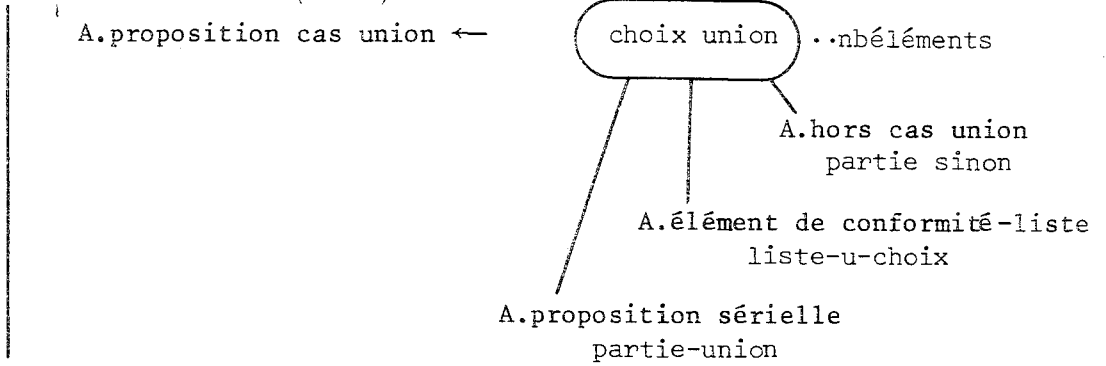 A.proposition cas union ← choix union ..nbéléments
A.hors cas union
partie sinon
A.élément de conformité-liste
liste-u-choix
A.proposition sérielle
partie-union